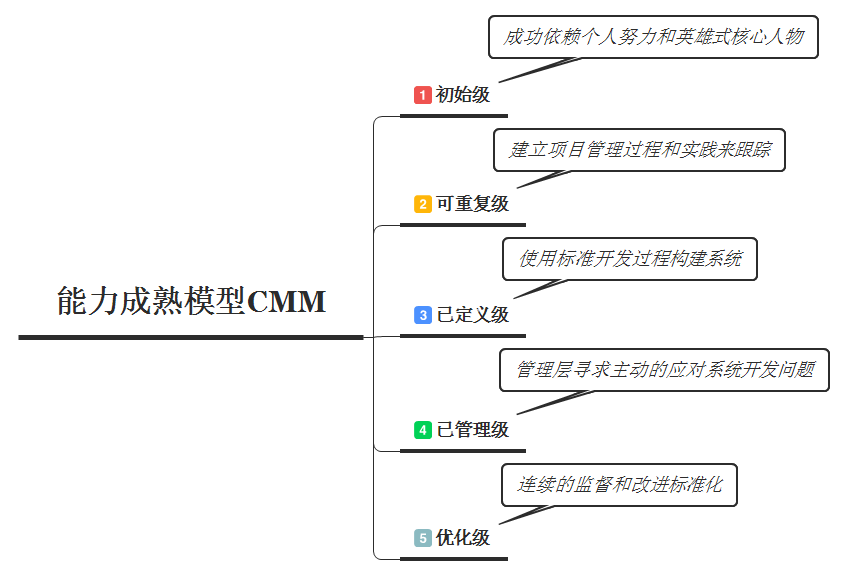 成功依赖个人努力和英雄式核心人物
1 初始级
建立项目管理过程和实践来跟踪
2 可重复级
使用标准开发过程构建系统
能力成熟模型CMM
3 已定义级
管理层寻求主动的应对系统开发问题
4 已管理级
连续的监督和改进标准化
5 优化级